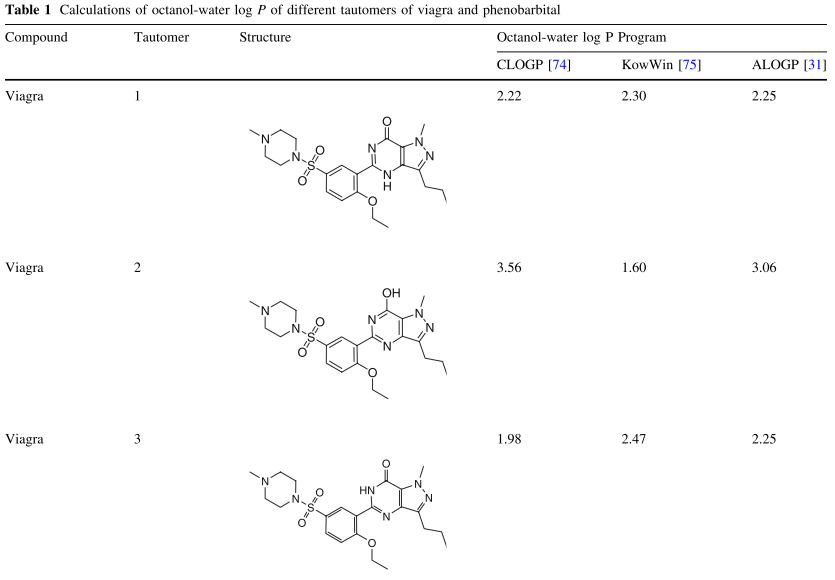 Table 1 Calculations of octanol-water log P of different tautomers of viagra and phenobarbital
Compound Tautomer Structure Octanol-water log P Program
CLOGP [74] KowWin [75] ALOGP [31]
Viagra 1 2.22 2.30 2.25
O
N N
N N
N S O
O N
H
O
Viagra 2 3.56 1.60 3.06
OH
N N
N N
N S O
O N
O
Viagra 3 1.98 2.47 2.25
O
N HN N
N N
S O
O N
O